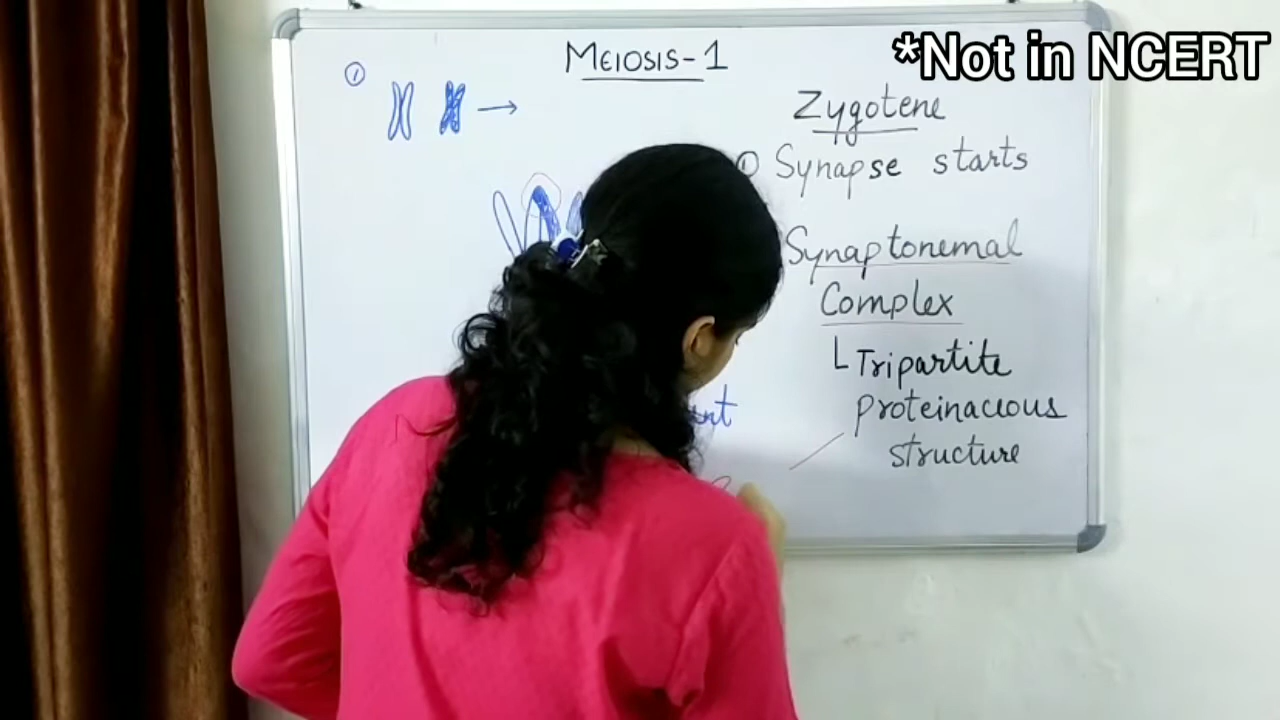 *Not in NCERT
MEIOSIS-1
①
Zygotene
① Synapse starts
Synaptonemal
Complex
Tripartite
proteinaceous
structure